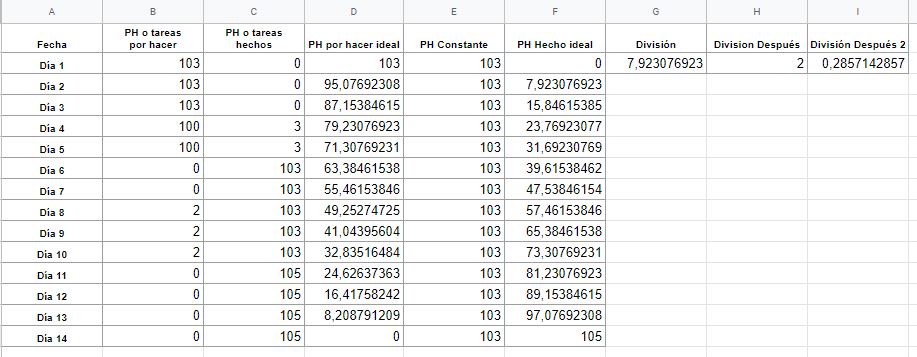 A B C D E F G H I
Fecha PH o tareas por hacer PH o tareas hechos PH por hacer ideal PH Constante PH Hecho ideal División Division Después División Después 2
Día 1 103 0 103 103 0 7,923076923 2 0,2857142857
Día 2 103 0 95,07692308 103 7,923076923
Día 3 103 0 87,15384615 103 15,84615385
Día 4 100 3 79,23076923 103 23,76923077
Día 5 100 3 71,30769231 103 31,69230769
Día 6 0 103 63,38461538 103 39,61538462
Día 7 0 103 55,46153846 103 47,53846154
Día 8 2 103 49,25274725 103 57,46153846
Día 9 2 103 41,04395604 103 65,38461538
Día 10 2 103 32,83516484 103 73,30769231
Día 11 0 105 24,62637363 103 81,23076923
Día 12 0 105 16,41758242 103 89,15384615
Día 13 0 105 8,208791209 103 97,07692308
Día 14 0 105 0 103 105